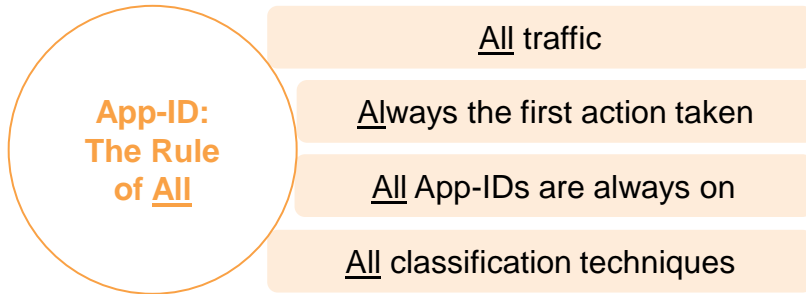 App-ID:
The Rule
of All
All traffic
Always the first action taken
All App-IDs are always on
All classification techniques